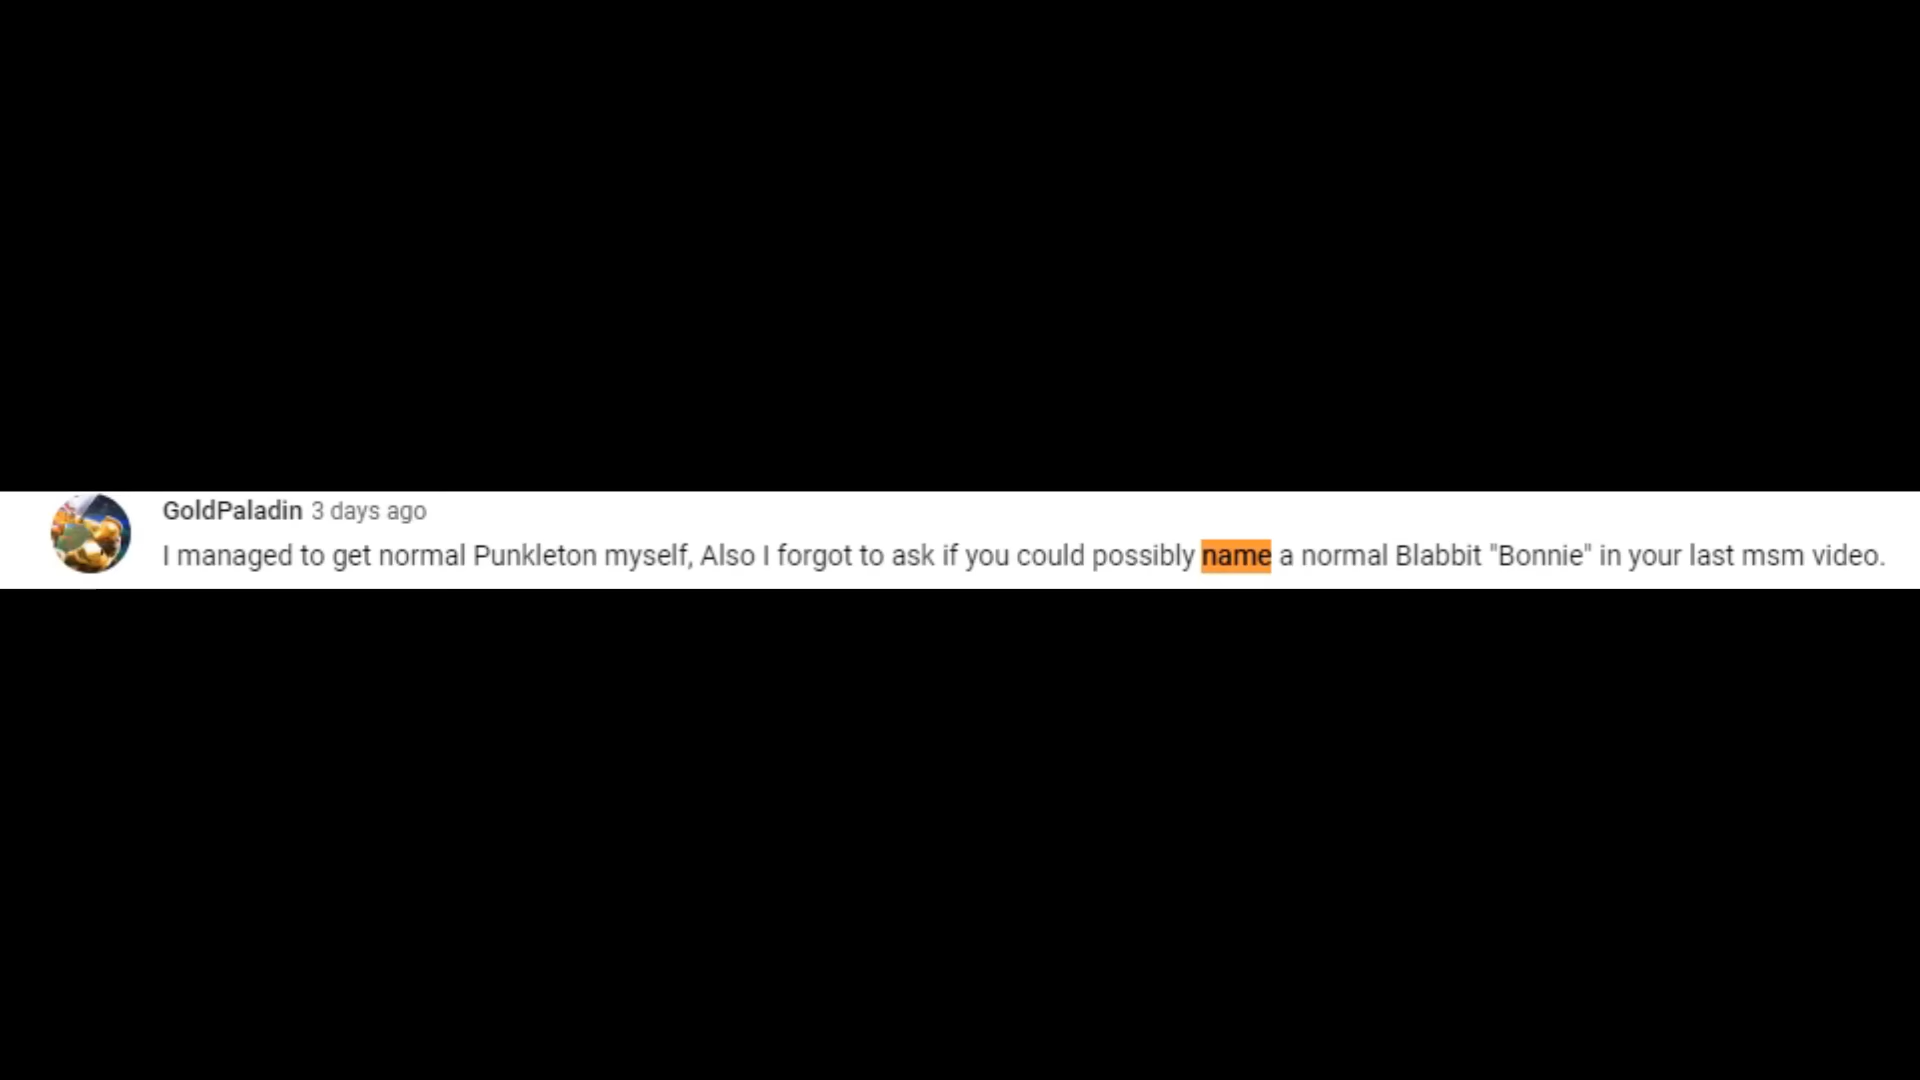 GoldPaladin 3 days ago
I managed to get normal Punkleton myself, Also I forgot to ask if you could possibly name a normal Blabbit "Bonnie" in your last msm video.